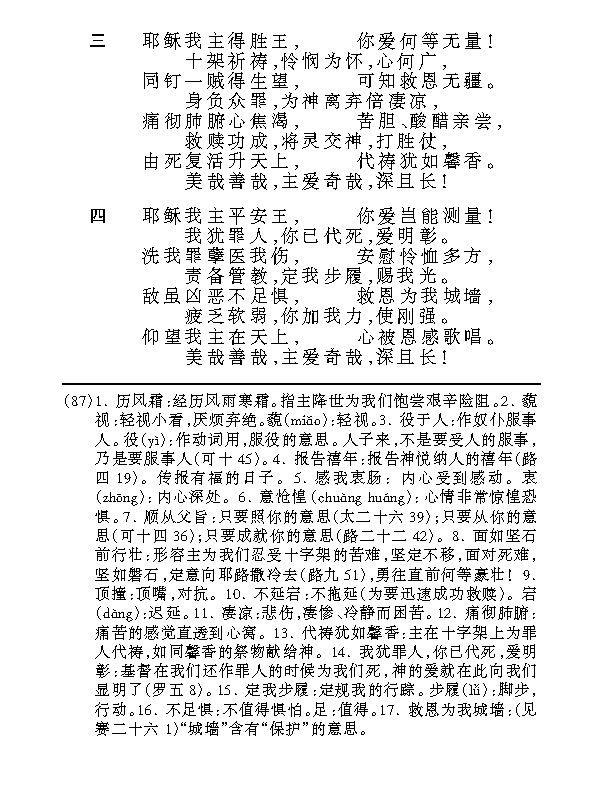 三 耶稣我主得胜王， 你爱何等无量！
十架祈祷，怜悯为怀，心何广，
同钉一贼得生望， 可知救恩无疆。
身负众罪，为神离弃倍凄凉，
痛彻肺腑心焦渴， 苦胆、酸醋亲尝，
救赎功成，将灵交神，打胜仗，
由死复活升天上， 代祷犹如馨香。
美哉善哉，主爱奇哉，深且长！
四 耶稣我主平安王， 你爱岂能测量！
我犹罪人，你已代死，爱明彰。
洗我罪孽医我伤， 安慰怜恤多方，
责备管教，定我步履，赐我光。
敌虽凶恶不足惧， 救恩为我城墙，
疲乏软弱，你加我力，使刚强。
仰望我主在天上， 心被恩感歌唱。
美哉善哉，主爱奇哉，深且长！
(87)1. 历风霜：经历风雨寒霜。指主降世为我们饱尝艰辛险阻。2. 藐
视：轻视小看，厌烦弃绝。藐(miǎo)：轻视。3. 役于人：作奴仆服事
人。役(yì)：作动词用，服役的意思。人子来，不是要受人的服事，
乃是要服事人(可十 45)。4. 报告禧年：报告神悦纳人的禧年(路
四 19)。传报有福的日子。5. 感我衷肠：内心受到感动。衷
(zhōng)：内心深处。6. 意怆惶 (chuàng huáng)：心情非常惊惶恐
惧。7. 顺从父旨：只要照你的意思(太二十六 39)；只要从你的意
思(可十四 36)；只要成就你的意思(路二十二 42)。8. 面如坚石
前行壮：形容主为我们忍受十字架的苦难，坚定不移，面对死难，
坚如磐石，定意向耶路撒冷去(路九 51)，勇往直前何等豪壮！9.
顶撞：顶嘴，对抗。10. 不延宕：不拖延(为要迅速成功救赎)。宕
(dàng)：迟延。11. 凄凉：悲伤，凄惨、冷静而困苦。12. 痛彻肺腑：
痛苦的感觉直透到心窝。13. 代祷犹如馨香：主在十字架上为罪
人代祷，如同馨香的祭物献给神。14. 我犹罪人，你已代死，爱明
彰：基督在我们还作罪人的时候为我们死，神的爱就在此向我们
显明了(罗五 8)。15. 定我步履：定规我的行踪。步履(lǚ)：脚步，
行动。16. 不足惧：不值得惧怕。足：值得。17. 救恩为我城墙：(见
赛二十六 1)“城墙”含有“保护”的意思。